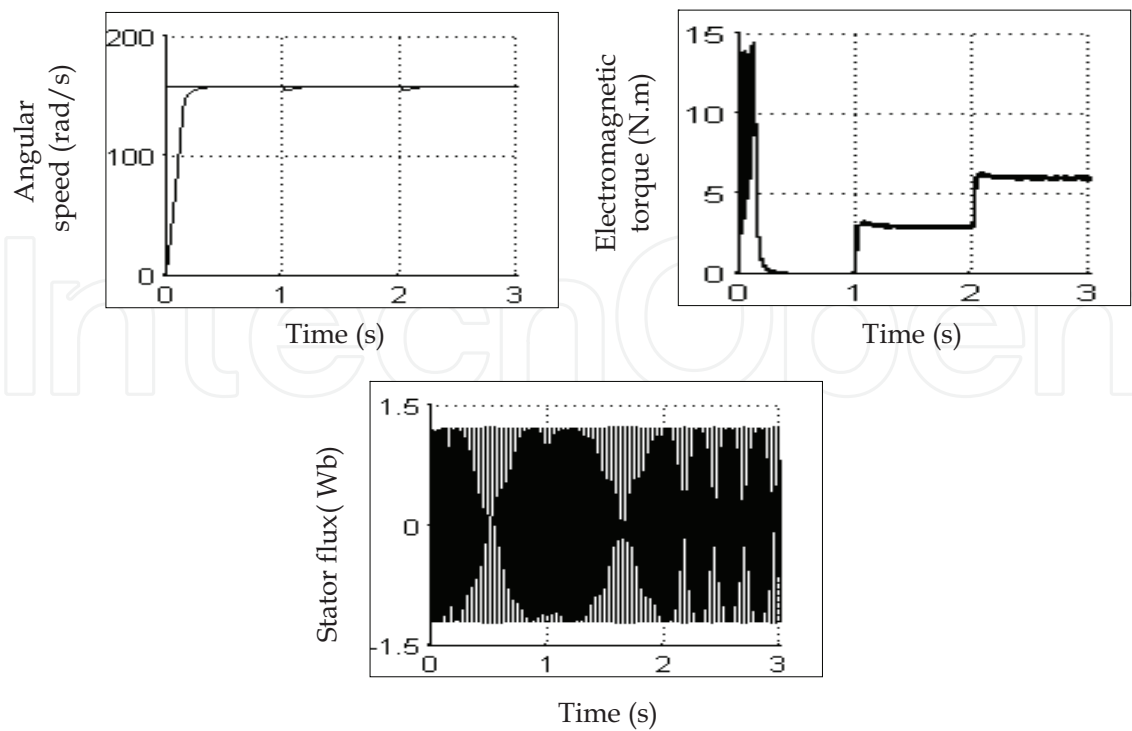 Angular
speed (rad/s)
200
100
0
0 1 2 3
Time (s)
Electromagnetic
torque (N.m)
15
10
5
0
0 1 2 3
Time (s)
IntechOpen
Stator flux( Wb)
1.5
0
-1.5
0 1 2 3
Time (s)